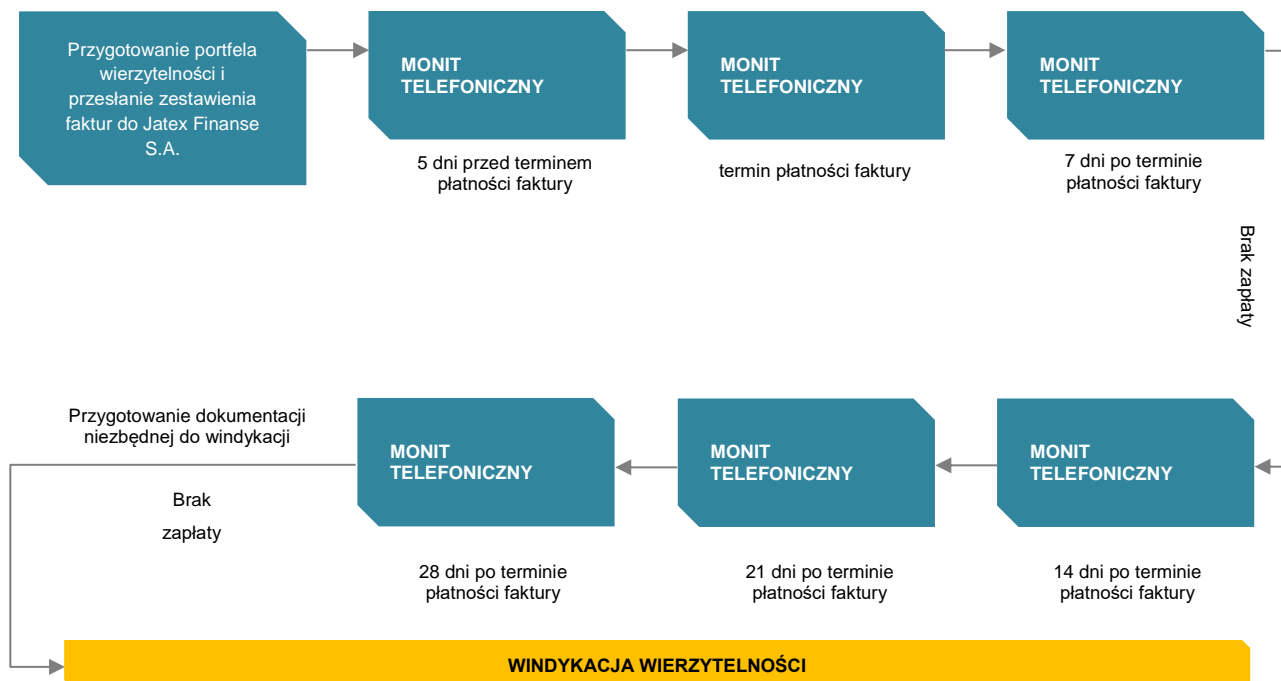 Przygotowanie portfela
wierzytelności i
przesłanie zestawienia
faktur do Jatex Finanse
S.A.
MONIT
TELEFONICZNY
5 dni przed terminem
płatności faktury
MONIT
TELEFONICZNY
termin płatności faktury
MONIT
TELEFONICZNY
7 dni po terminie
płatności faktury
Brak zapłaty
MONIT
TELEFONICZNY
14 dni po terminie
płatności faktury
MONIT
TELEFONICZNY
21 dni po terminie
płatności faktury
MONIT
TELEFONICZNY
28 dni po terminie
płatności faktury
Przygotowanie dokumentacji
niezbędnej do windykacji
Brak
zapłaty
WINDYKACJA WIERZYTELNOŚCI